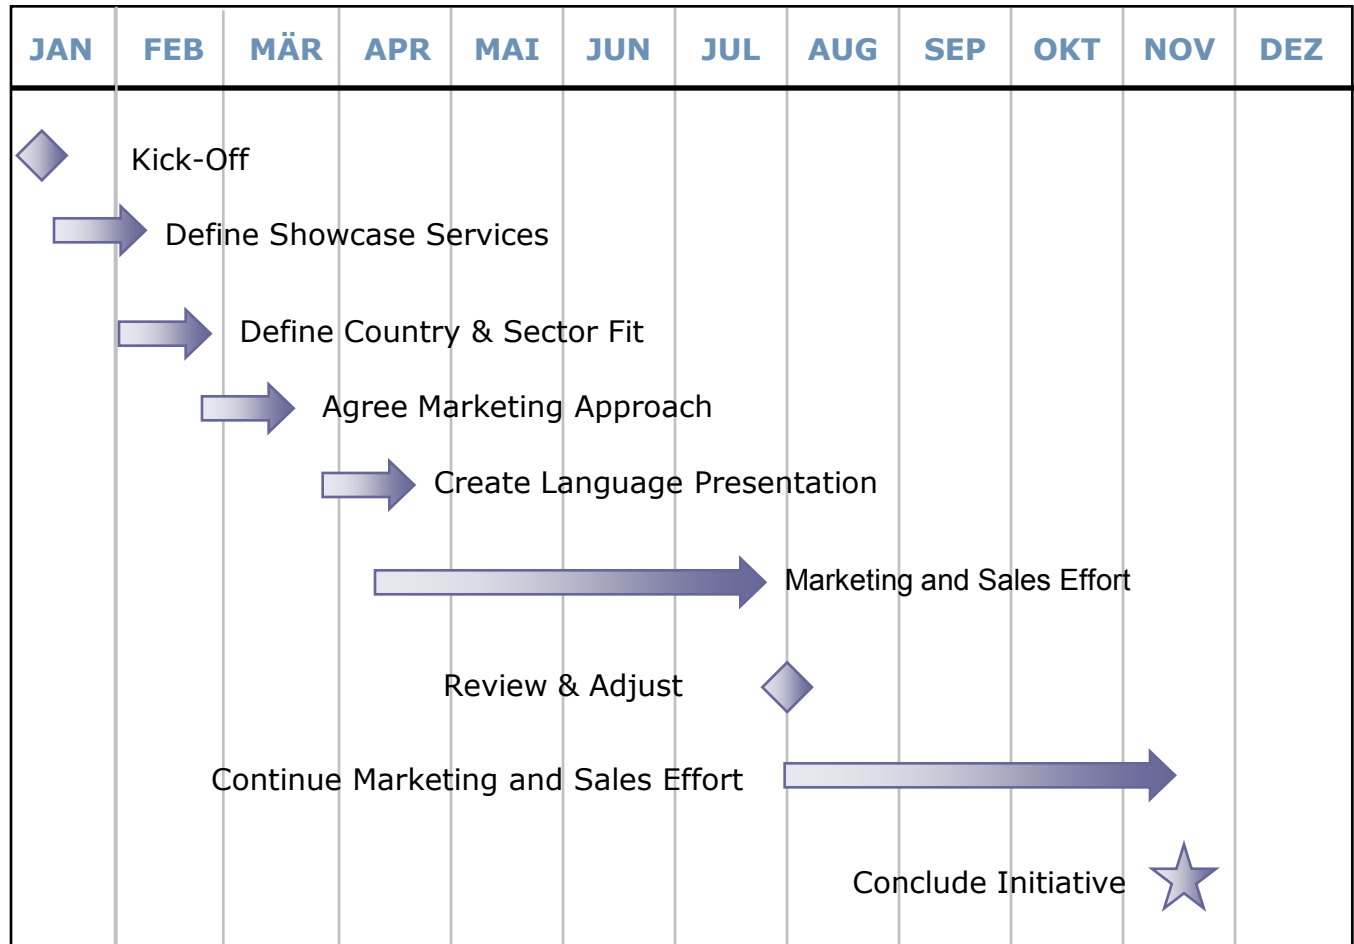 JAN FEB MÄR APR MAI JUN JUL AUG SEP OKT NOV DEZ
Kick-Off
Define Showcase Services
Define Country & Sector Fit
Agree Marketing Approach
Create Language Presentation
Marketing and Sales Effort
Review & Adjust
Continue Marketing and Sales Effort
Conclude Initiative